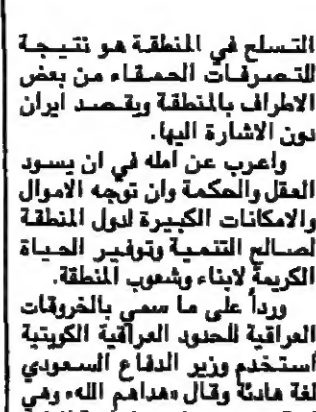 التسلح في المنطقة هو نتيجة
للتصرفات الحمقاء من بعض
الاطراف بالمنطقة ويقصد ايران
دون الاشارة اليها.
واعرب عن امله في ان يسود
العقل والحكمة وان توجه الاموال
والامكانات الكبيرة لدول المنطقة
لصالح التنمية وتوفير الحياة
الكريمة لابناء وشعوب المنطقة.
ورداً على ما سمي بالخروقات
العراقية للحدود العراقية الكويتية
استخدم وزير الدفاع السعودي
لغة هادئة وقال «هداهم الله» وهي